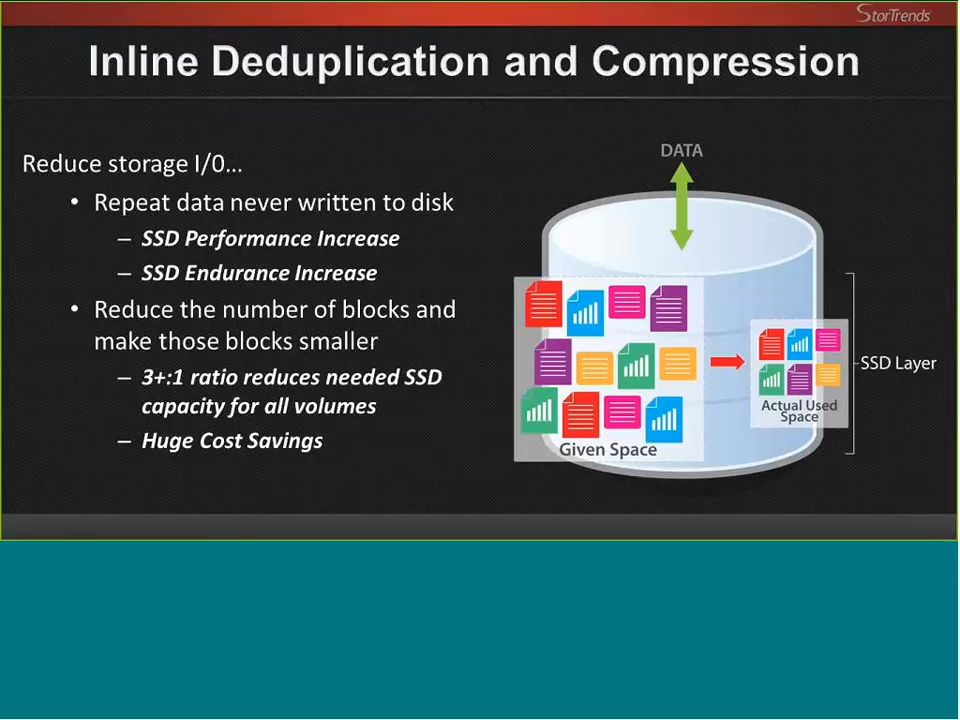 StorTrends
Inline Deduplication and Compression
Reduce storage I/0…
• Repeat data never written to disk
– SSD Performance Increase
– SSD Endurance Increase
• Reduce the number of blocks and
make those blocks smaller
– 3+:1 ratio reduces needed SSD
capacity for all volumes
– Huge Cost Savings
DATA
Given Space
Actual Used
Space
SSD Layer